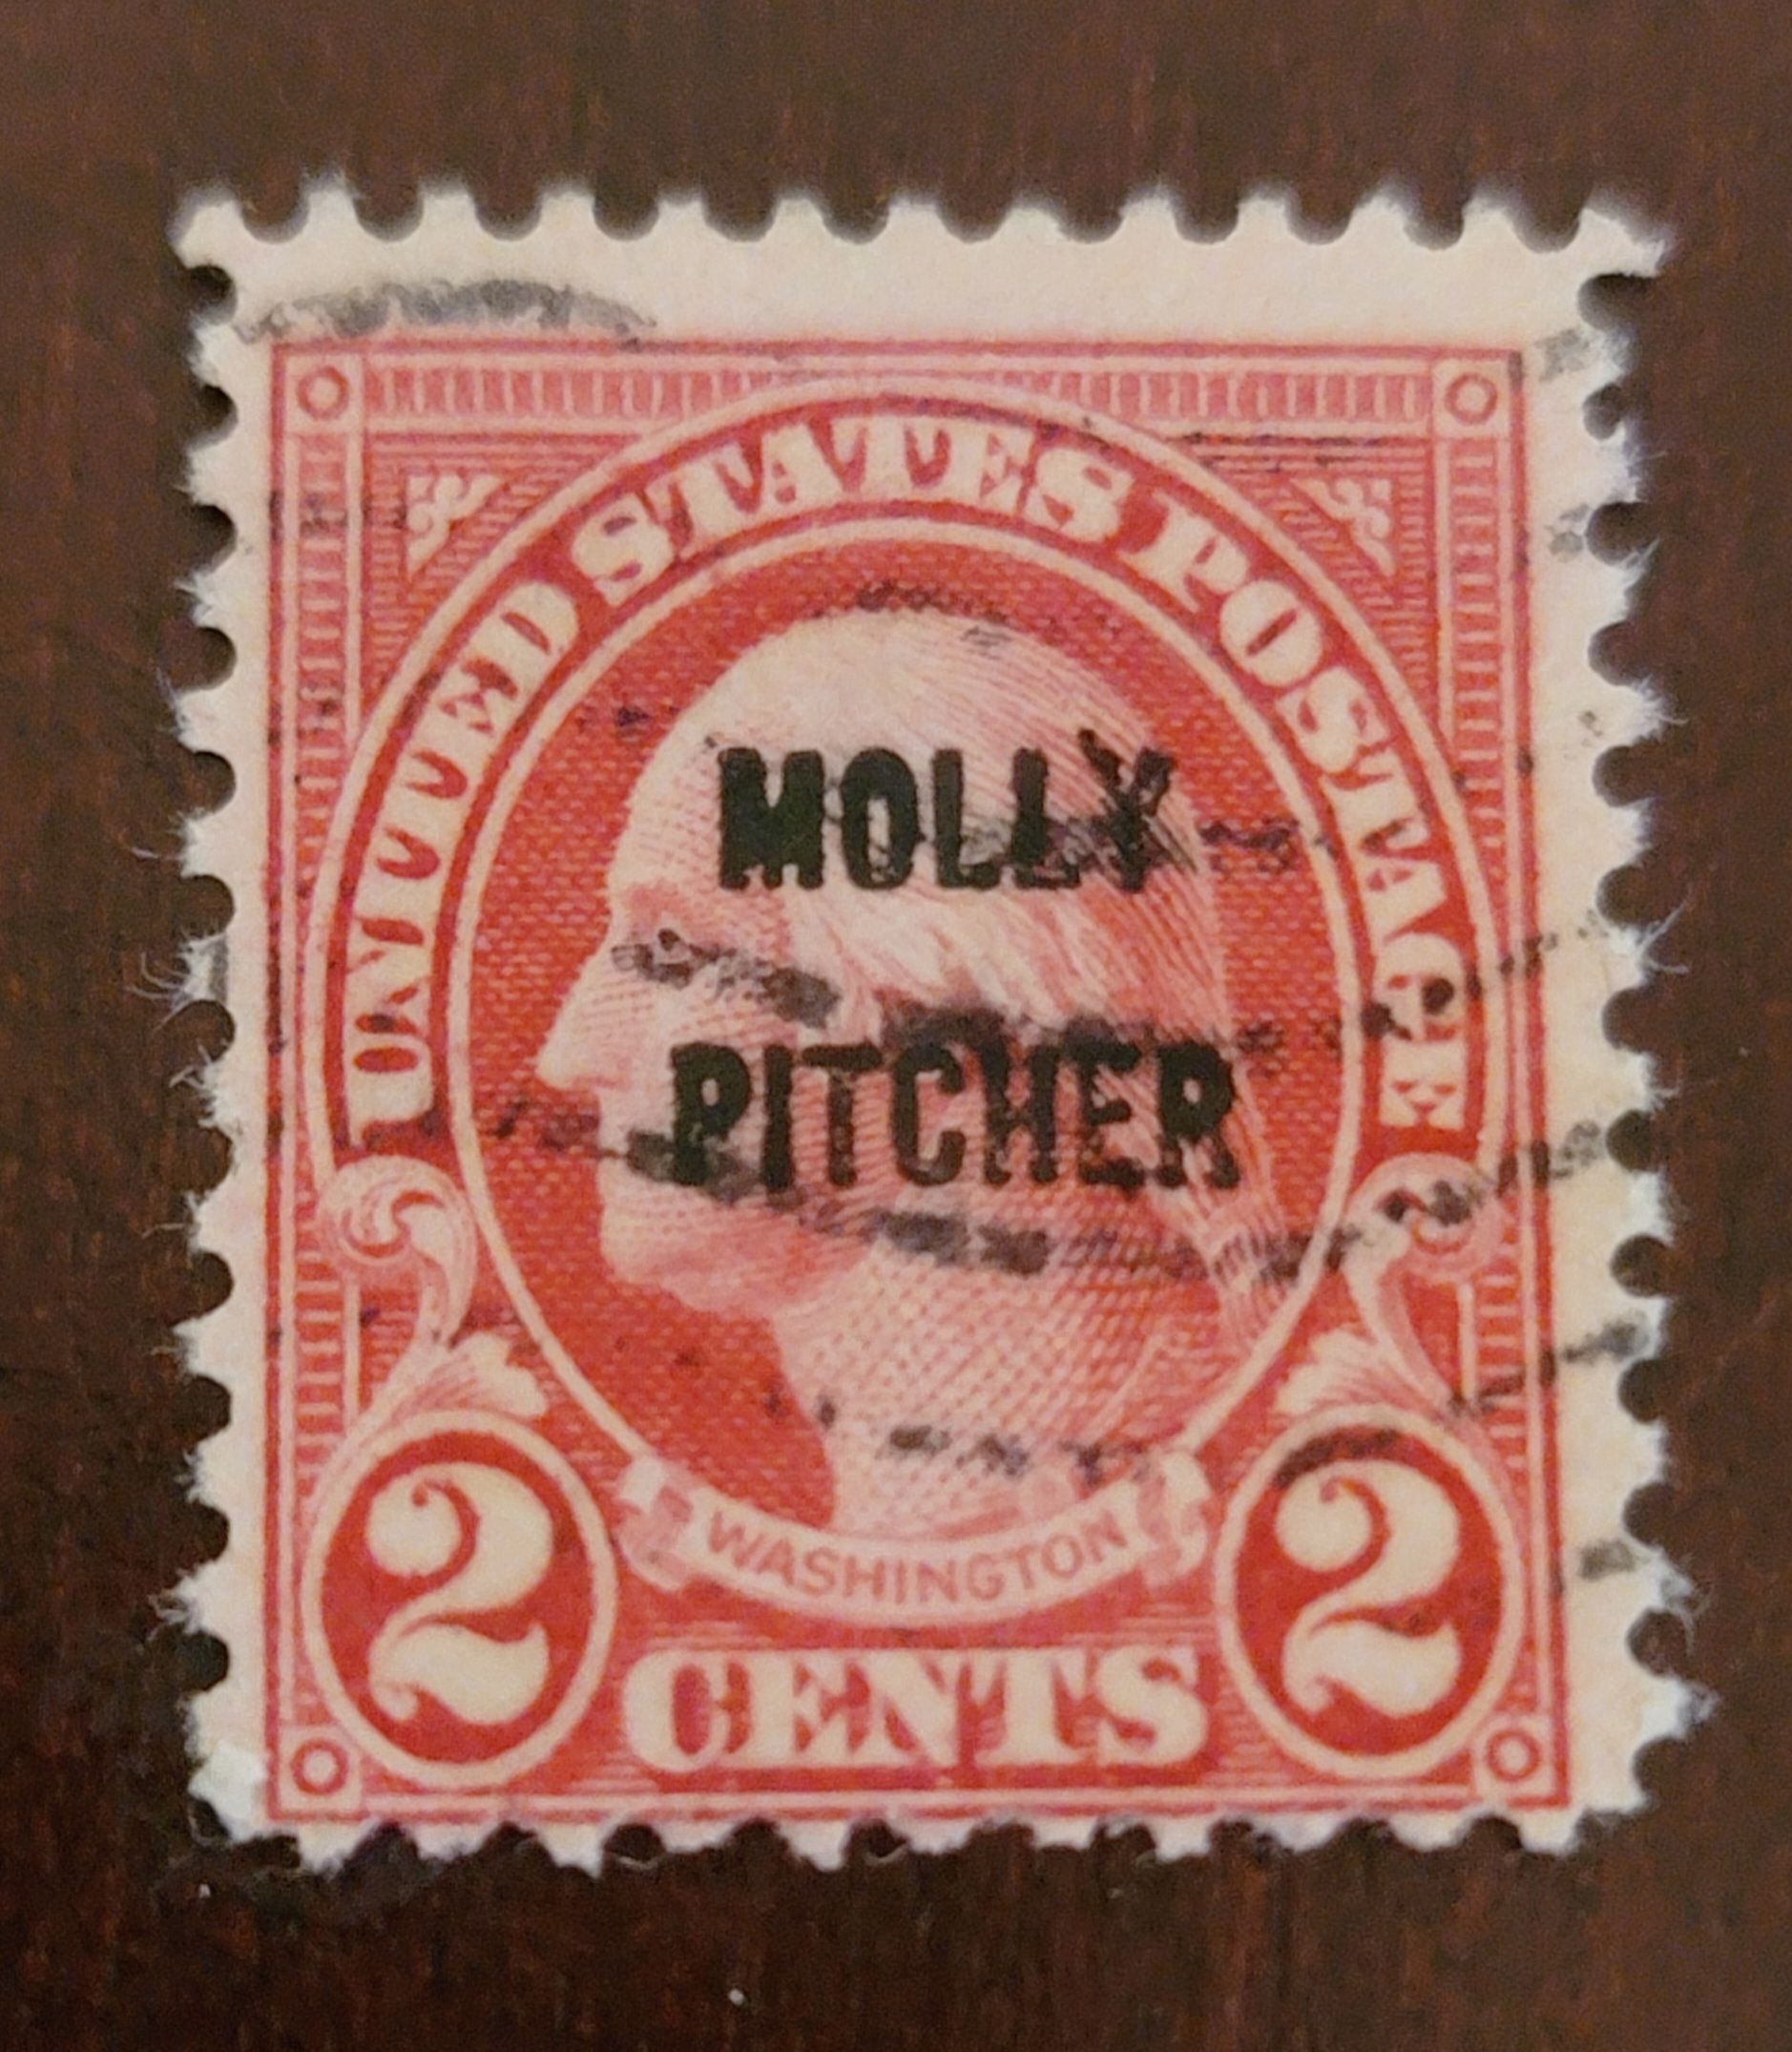 UNITED STATES POSTAGE
MOLLY
PITCHER
WASHINGTON
2 CENTS 2